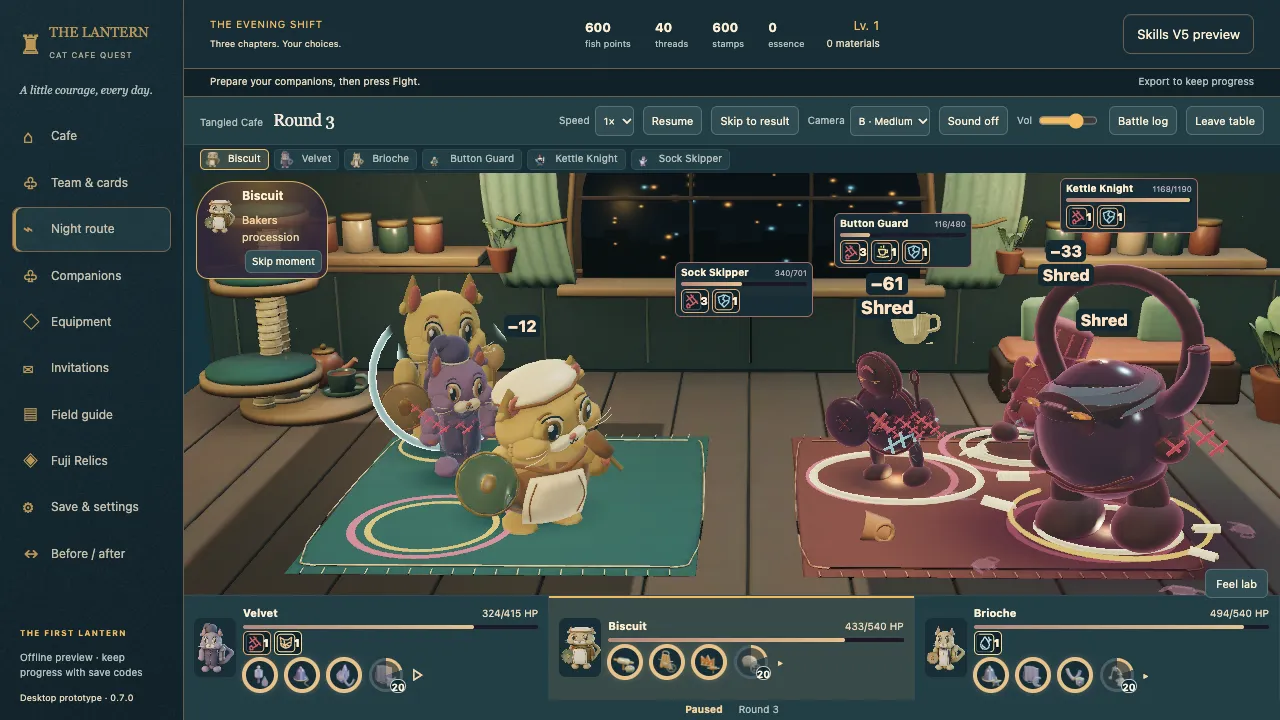 THE LANTERN
CAT CAFE QUEST
A little courage, every day.
Cafe
Team & cards
Night route
Companions
Equipment
Invitations
Field guide
Fuji Relics
Save & settings
Before / after
THE FIRST LANTERN
Offline preview · keep
progress with save codes
Desktop prototype · 0.7.0
THE EVENING SHIFT
Three chapters. Your choices.
600
fish points
40
threads
600
stamps
0
essence
Lv. 1
0 materials
Skills V5 preview
Prepare your companions, then press Fight.
Export to keep progress
Tangled Cafe
Round 3
Speed
1x
Resume
Skip to result
Camera
B · Medium
Sound off
Vol
Battle log
Leave table
Biscuit
Velvet
Brioche
Button Guard
Kettle Knight
Sock Skipper
Biscuit
Bakers
procession
Skip moment
Kettle Knight 1168/1190
1
1
Button Guard 116/480
3
1
1
Sock Skipper 340/701
3
1
−33
Shred
−61
Shred
Shred
−12
Feel lab
Velvet 324/415 HP
1
1
20
Biscuit 433/540 HP
20
Brioche 494/540 HP
1
20
Paused Round 3